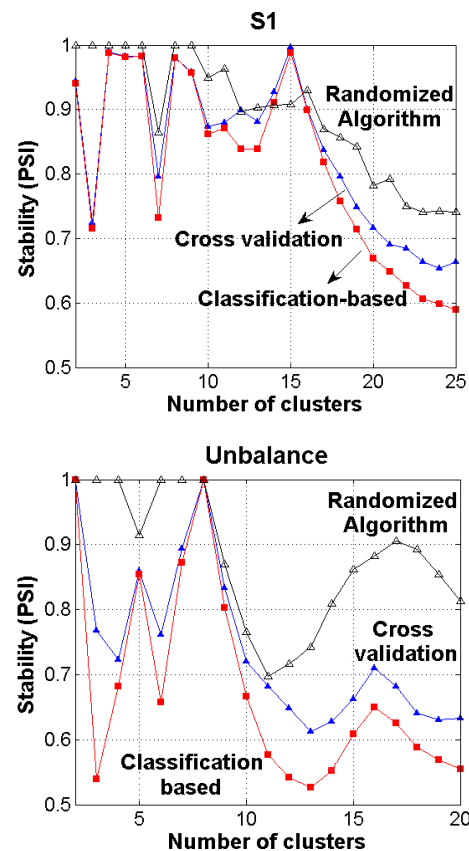 S1
Stability (PSI)
1
0.9
0.8
0.7
0.6
0.5
Randomized
Algorithm
Cross validation
Classification-based
5
10
15
20
25
Number of clusters
Unbalance
Stability (PSI)
1
0.9
0.8
0.7
0.6
0.5
Randomized
Algorithm
Cross
validation
Classification
based
5
10
15
20
Number of clusters